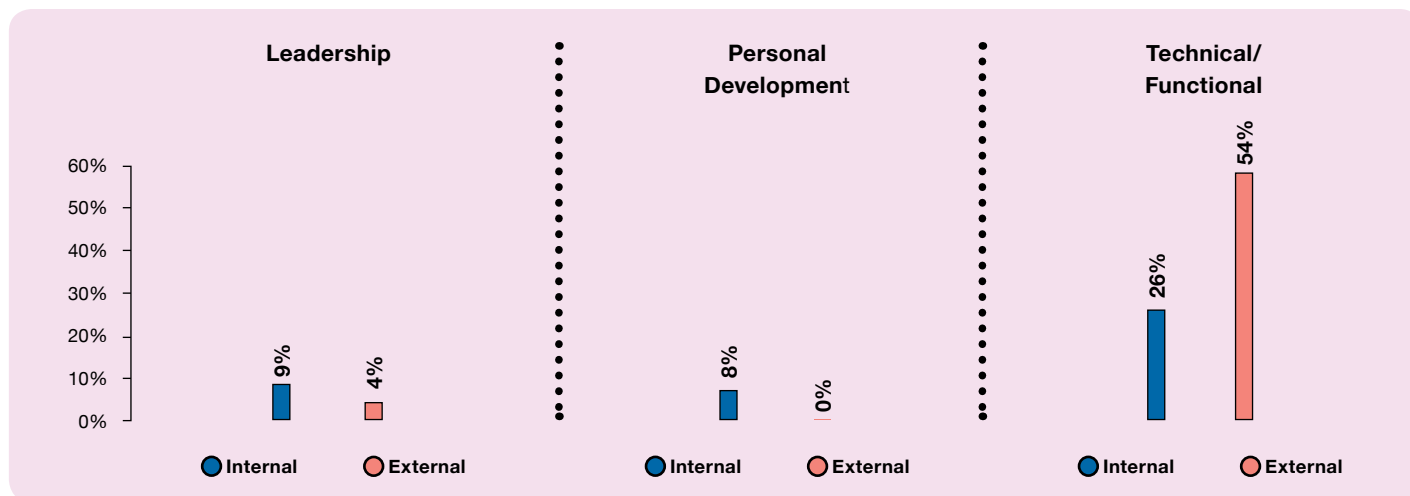 Leadership
Personal
Development
Technical/
Functional
60%
50%
40%
30%
20%
10%
0%
9%
4%
8%
0%
26%
54%
Internal
External
Internal
External
Internal
External